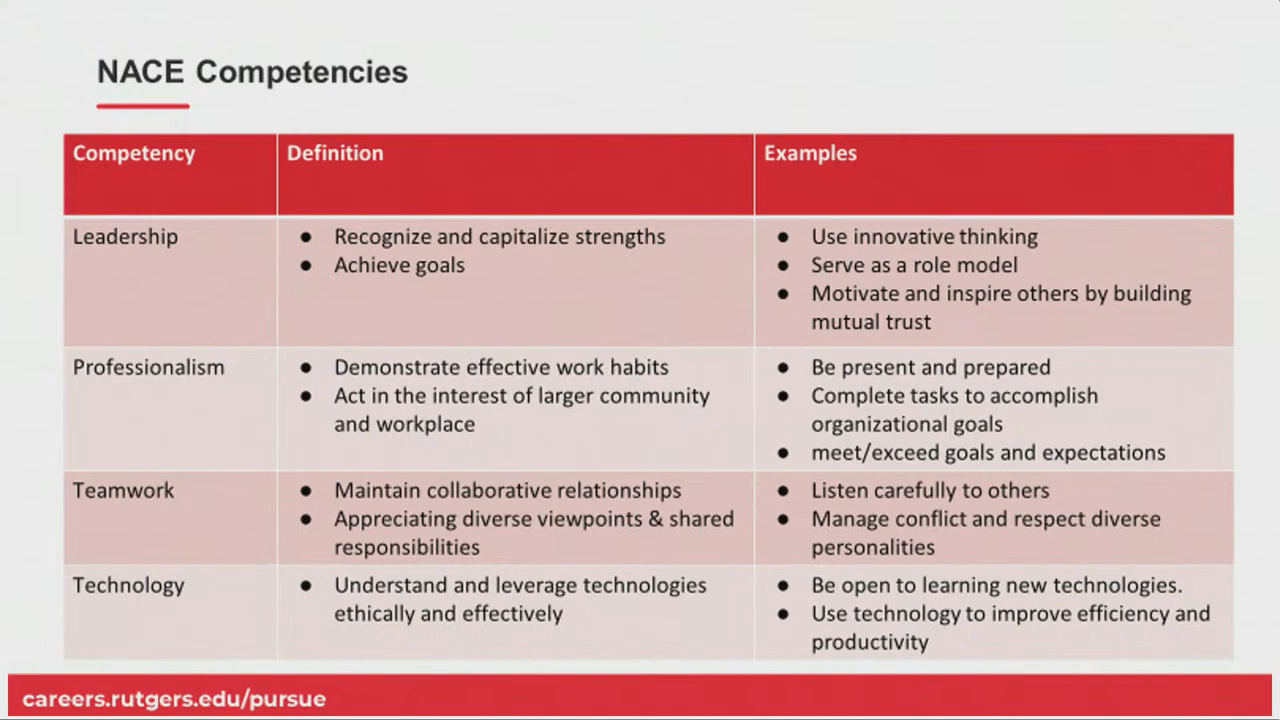 NACE Competencies
Competency
Definition
Examples
Leadership
● Recognize and capitalize strengths
● Achieve goals
● Use innovative thinking
● Serve as a role model
● Motivate and inspire others by building
mutual trust
Professionalism
● Demonstrate effective work habits
● Act in the interest of larger community
and workplace
● Be present and prepared
● Complete tasks to accomplish
organizational goals
● meet/exceed goals and expectations
Teamwork
● Maintain collaborative relationships
● Appreciating diverse viewpoints & shared
responsibilities
● Listen carefully to others
● Manage conflict and respect diverse
personalities
Technology
● Understand and leverage technologies
ethically and effectively
● Be open to learning new technologies.
● Use technology to improve efficiency and
productivity
careers.rutgers.edu/pursue